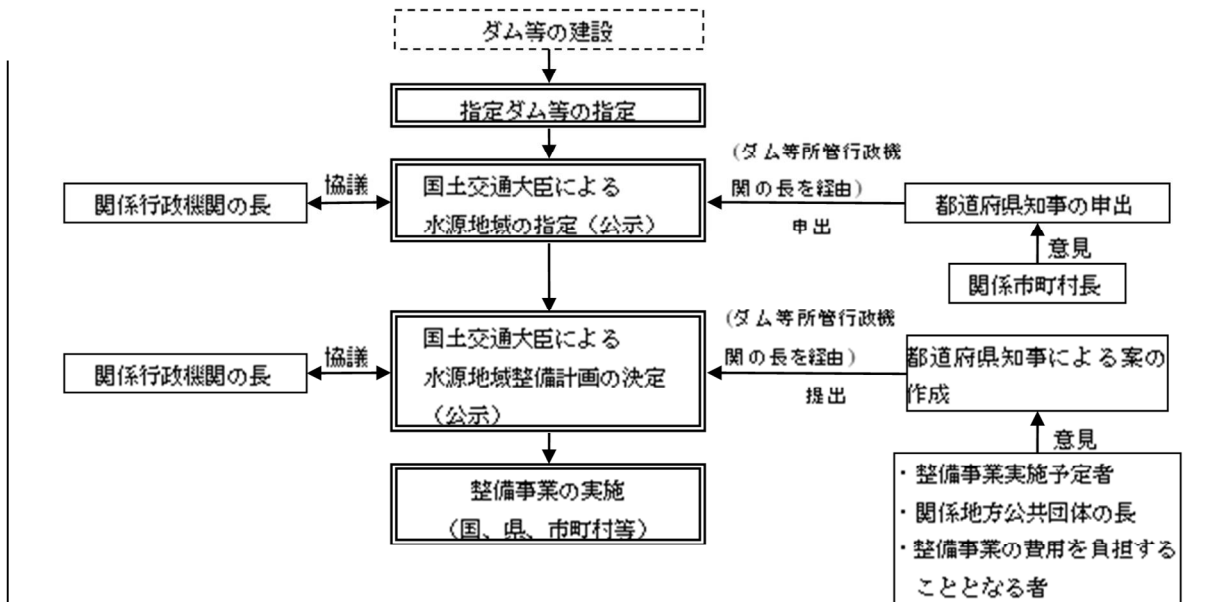 ダム等の建設
指定ダム等の指定
国土交通大臣による
水源地域の指定（公示）
関係行政機関の長
協議
(ダム等所管行政機
関の長を経由)
申出
都道府県知事の申出
意見
関係市町村長
国土交通大臣による
水源地域整備計画の決定
（公示）
関係行政機関の長
協議
(ダム等所管行政機
関の長を経由)
提出
都道府県知事による案の
作成
意見
・整備事業実施予定者
・関係地方公共団体の長
・整備事業の費用を負担する
こととなる者
整備事業の実施
（国、県、市町村等）